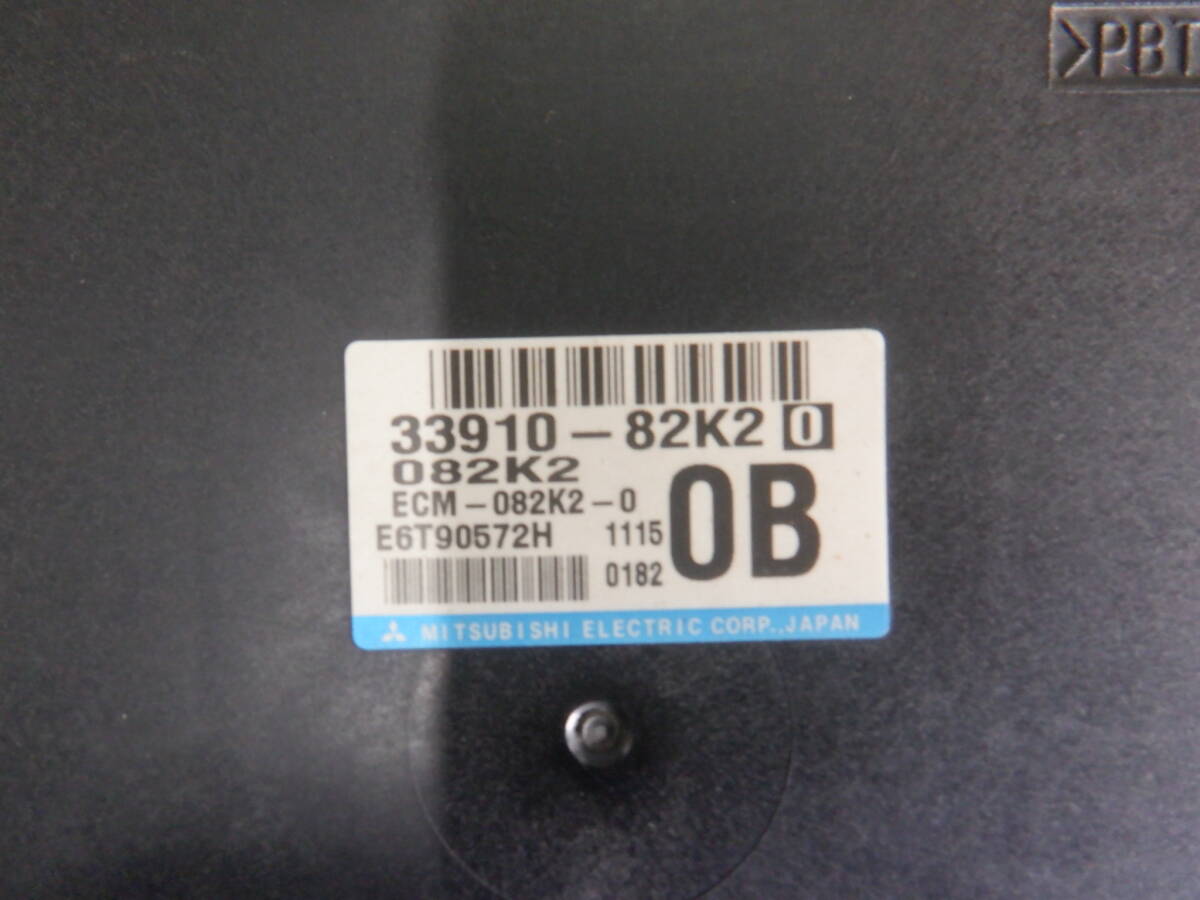 >PBT
33910-82K2 0
082K2
ECM-082K2-0
0B
E6T90572H 1115
0182
MITSUBISHI ELECTRIC CORP., JAPAN